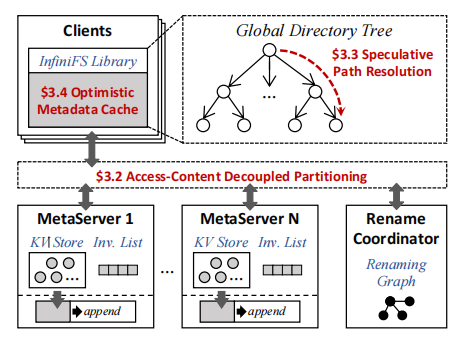 Clients
InfiniFS Library
$3.4 Optimistic
Metadata Cache
Global Directory Tree
$3.3 Speculative
Path Resolution
...
$3.2 Access-Content Decoupled Partitioning
MetaServer 1
KV Store Inv. List
...
append
...
MetaServer N
KV Store Inv. List
...
append
Rename
Coordinator
Renaming
Graph